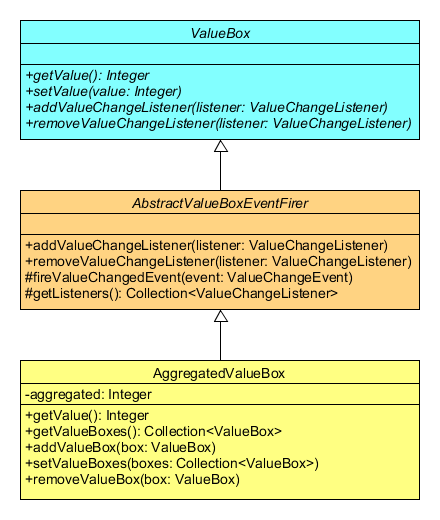 ValueBox
+getValue(): Integer
+setValue(value: Integer)
+addValueChangeListener(listener: ValueChangeListener)
+removeValueChangeListener(listener: ValueChangeListener)
AbstractValueBoxEventFirer
+addValueChangeListener(listener: ValueChangeListener)
+removeValueChangeListener(listener: ValueChangeListener)
#fireValueChangedEvent(event: ValueChangeEvent)
#getListeners(): Collection<ValueChangeListener>
AggregatedValueBox
-aggregated: Integer
+getValue(): Integer
+getValueBoxes(): Collection<ValueBox>
+addValueBox(box: ValueBox)
+setValueBoxes(boxes: Collection<ValueBox>)
+removeValueBox(box: ValueBox)